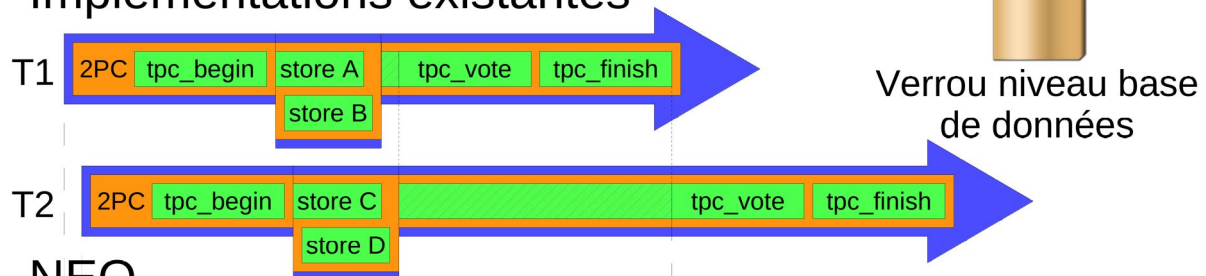 Implémentations existantes
T1
2PC tpc_begin store A tpc_vote tpc_finish
store B
Verrou niveau base
de données
T2
2PC tpc_begin store C tpc_vote tpc_finish
store D
NEO